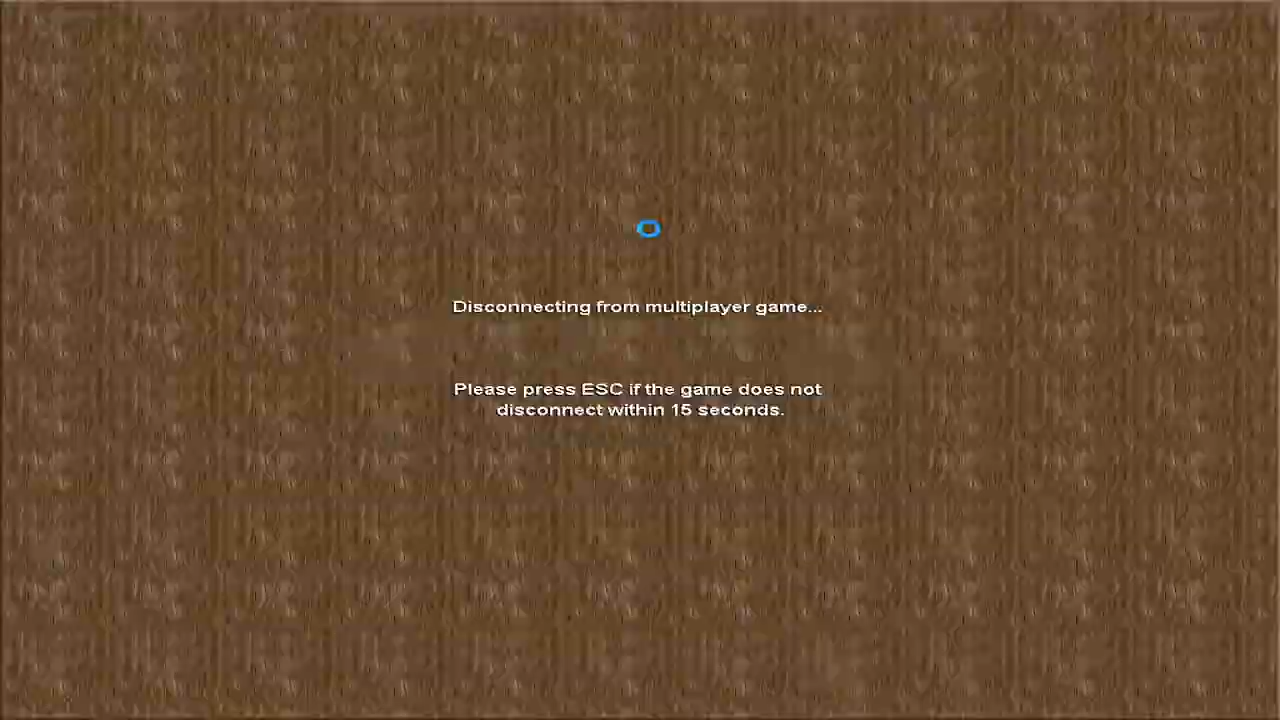 Disconnecting from multiplayer game...
Please press ESC if the game does not
disconnect within 15 seconds.